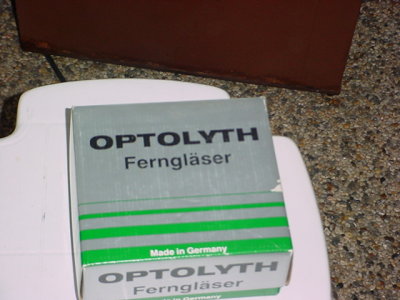 OPTOLYTH
Ferngläser
Made in Germany
OPTOLYTH
Ferngläser